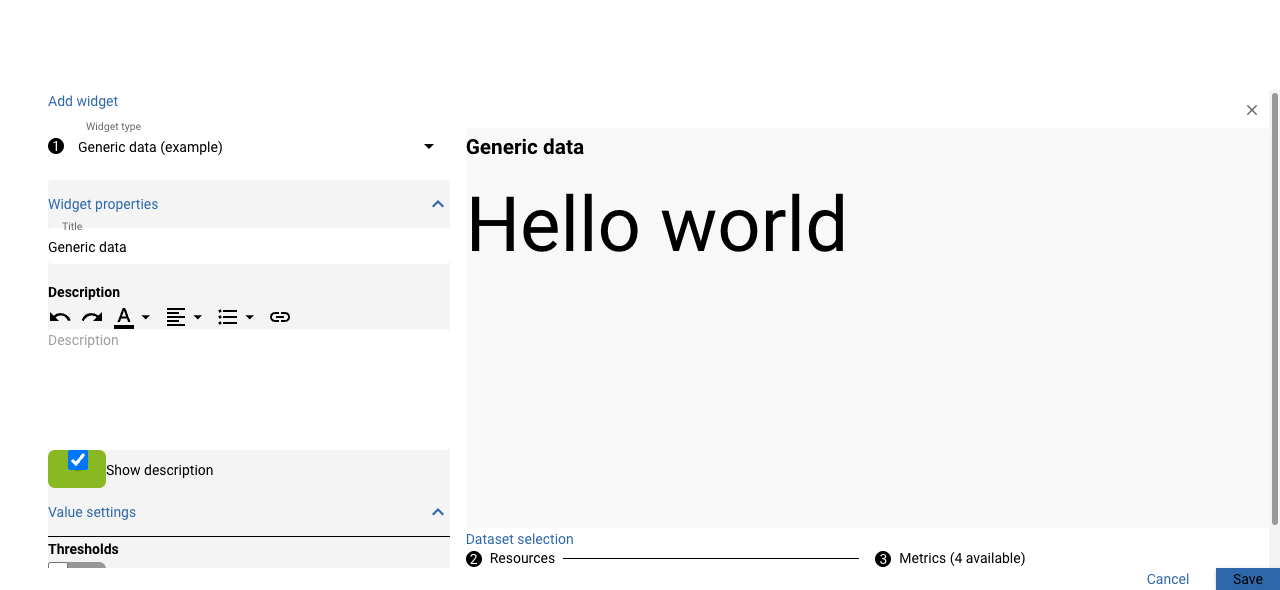 Add widget
Widget type
1 Generic data (example)
Widget properties
Title
Generic data
Description
A
Description
Show description
Value settings
Thresholds
Generic data
Hello world
Dataset selection
2 Resources
3 Metrics (4 available)
Cancel
Save